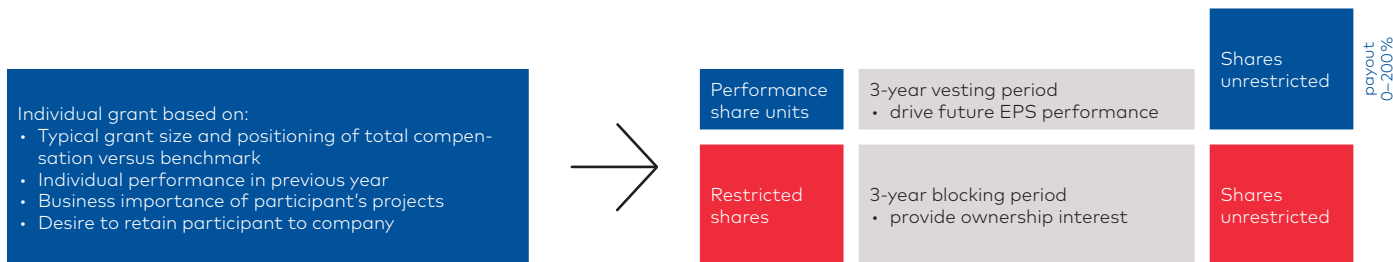 Individual grant based on:
• Typical grant size and positioning of total compen-
sation versus benchmark
• Individual performance in previous year
• Business importance of participant's projects
• Desire to retain participant to company
Performance
share units
3-year vesting period
• drive future EPS performance
Shares
unrestricted
payout
0–200%
Restricted
shares
3-year blocking period
• provide ownership interest
Shares
unrestricted